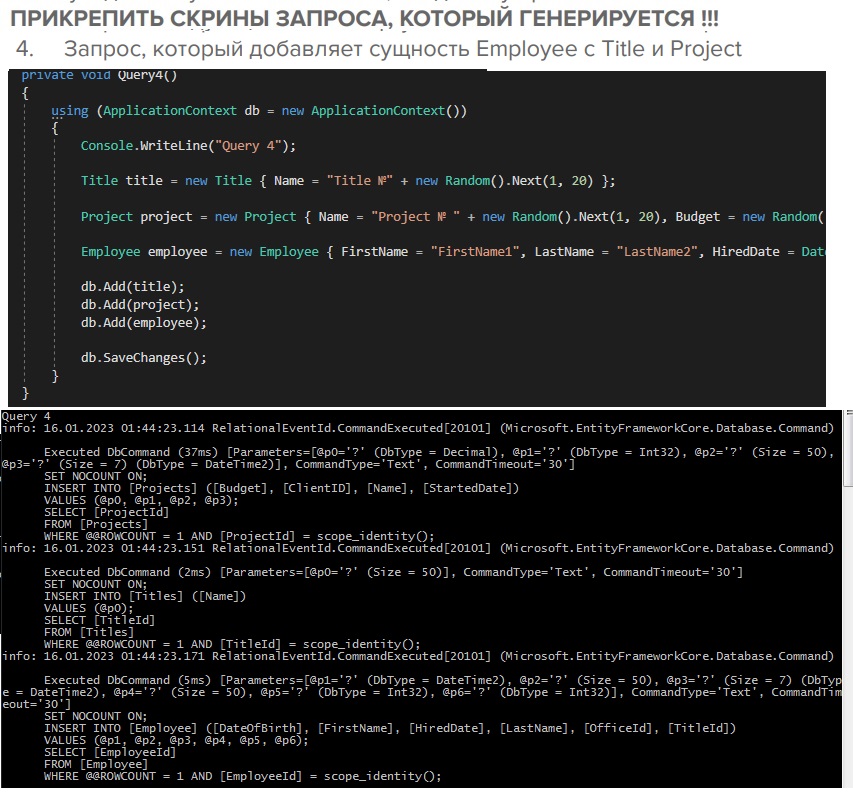 ПРИКРЕПИТЬ СКРИНЫ ЗАПРОСА, КОТОРЫЙ ГЕНЕРИРУЕТСЯ !!!
4. Запрос, который добавляет сущность Employee с Title и Project
private void Query4()
{
using (ApplicationContext db = new ApplicationContext())
{
Console.WriteLine("Query 4");
Title title = new Title { Name = "Title №" + new Random().Next(1, 20) };
Project project = new Project { Name = "Project № " + new Random().Next(1, 20), Budget = new Random(
Employee employee = new Employee { FirstName = "FirstName1", LastName = "LastName2", HiredDate = Date
db.Add(title);
db.Add(project);
db.Add(employee);
db.SaveChanges();
}
}
Query 4
info: 16.01.2023 01:44:23.114 RelationalEventId.CommandExecuted[20101] (Microsoft.EntityFrameworkCore.Database.Command)
Executed DbCommand (37ms) [Parameters=[@p0='?' (DbType = Decimal), @p1='?' (DbType = Int32), @p2='?' (Size = 50),
@p3='?' (Size = 7) (DbType = DateTime2)], CommandType='Text', CommandTimeout='30']
SET NOCOUNT ON;
INSERT INTO [Projects] ([Budget], [ClientID], [Name], [StartedDate])
VALUES (@p0, @p1, @p2, @p3);
SELECT [ProjectId]
FROM [Projects]
WHERE @@ROWCOUNT = 1 AND [ProjectId] = scope_identity();
info: 16.01.2023 01:44:23.151 RelationalEventId.CommandExecuted[20101] (Microsoft.EntityFrameworkCore.Database.Command)
Executed DbCommand (2ms) [Parameters=[@p0='?' (Size = 50)], CommandType='Text', CommandTimeout='30']
SET NOCOUNT ON;
INSERT INTO [Titles] ([Name])
VALUES (@p0);
SELECT [TitleId]
FROM [Titles]
WHERE @@ROWCOUNT = 1 AND [TitleId] = scope_identity();
info: 16.01.2023 01:44:23.171 RelationalEventId.CommandExecuted[20101] (Microsoft.EntityFrameworkCore.Database.Command)
Executed DbCommand (5ms) [Parameters=[@p1='?' (DbType = DateTime2), @p2='?' (Size = 50), @p3='?' (Size = 7) (DbTyp
e = DateTime2), @p4='?' (Size = 50), @p5='?' (DbType = Int32), @p6='?' (DbType = Int32)], CommandType='Text', CommandTim
eout='30']
SET NOCOUNT ON;
INSERT INTO [Employee] ([DateOfBirth], [FirstName], [HiredDate], [LastName], [OfficeId], [TitleId])
VALUES (@p1, @p2, @p3, @p4, @p5, @p6);
SELECT [EmployeeId]
FROM [Employee]
WHERE @@ROWCOUNT = 1 AND [EmployeeId] = scope_identity();